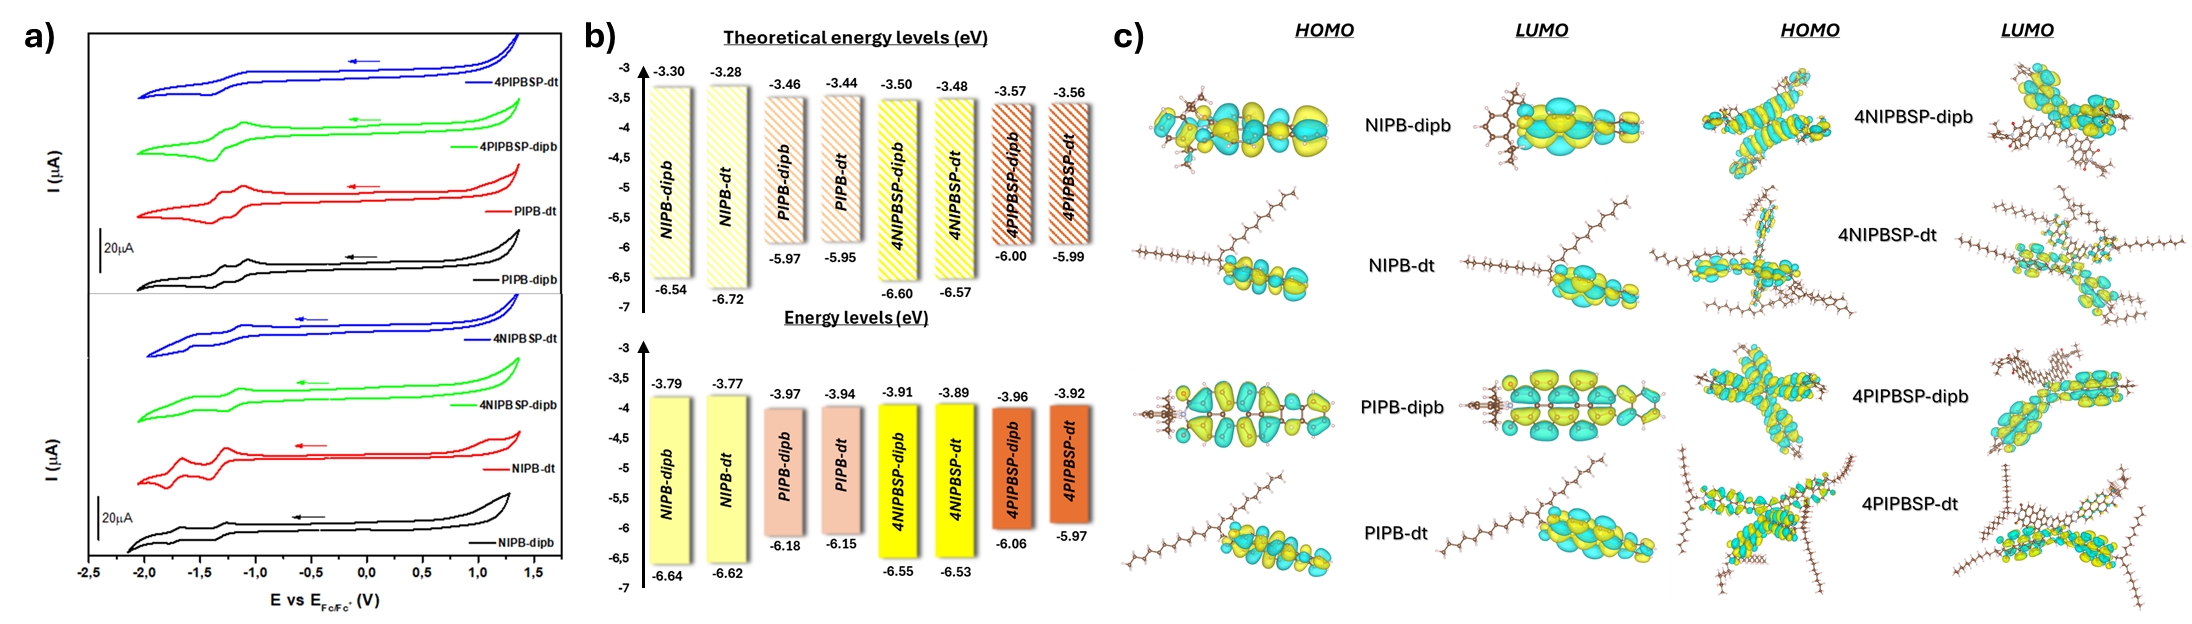 a)
I (µA)
4PIPBSP-dt
4PIPBSP-dipb
PIPB-dt
20µA
PIPB-dipb
I (µA)
4NIPBSP-dt
4NIPBSP-dipb
NIPB-dt
20µA
NIPB-dipb
-2,5 -2,0 -1,5 -1,0 -0,5 0,0 0,5 1,0 1,5
E vs E Fc/Fc+ (V)
b)
Theoretical energy levels (eV)
-3
-3,5
-4
-4,5
-5
-5,5
-6
-6,5
-7
-3.30 -3.28 -3.46 -3.44 -3.50 -3.48 -3.57 -3.56
NIPB-dipb
NIPB-dt
PIPB-dipb
PIPB-dt
4NIPBSP-dipb
4NIPBSP-dt
4PIPBSP-dipb
4PIPBSP-dt
-6.54 -6.72 -5.97 -5.95 -6.60 -6.57 -6.00 -5.99
Energy levels (eV)
-3
-3,5
-4
-4,5
-5
-5,5
-6
-6,5
-7
-3.79 -3.77 -3.97 -3.94 -3.91 -3.89 -3.96 -3.92
NIPB-dipb
NIPB-dt
PIPB-dipb
PIPB-dt
4NIPBSP-dipb
4NIPBSP-dt
4PIPBSP-dipb
4PIPBSP-dt
-6.64 -6.62 -6.18 -6.15 -6.55 -6.53 -6.06 -5.97
c)
HOMO LUMO HOMO LUMO
NIPB-dipb 4NIPBSP-dipb
NIPB-dt 4NIPBSP-dt
PIPB-dipb 4PIPBSP-dipb
PIPB-dt 4PIPBSP-dt